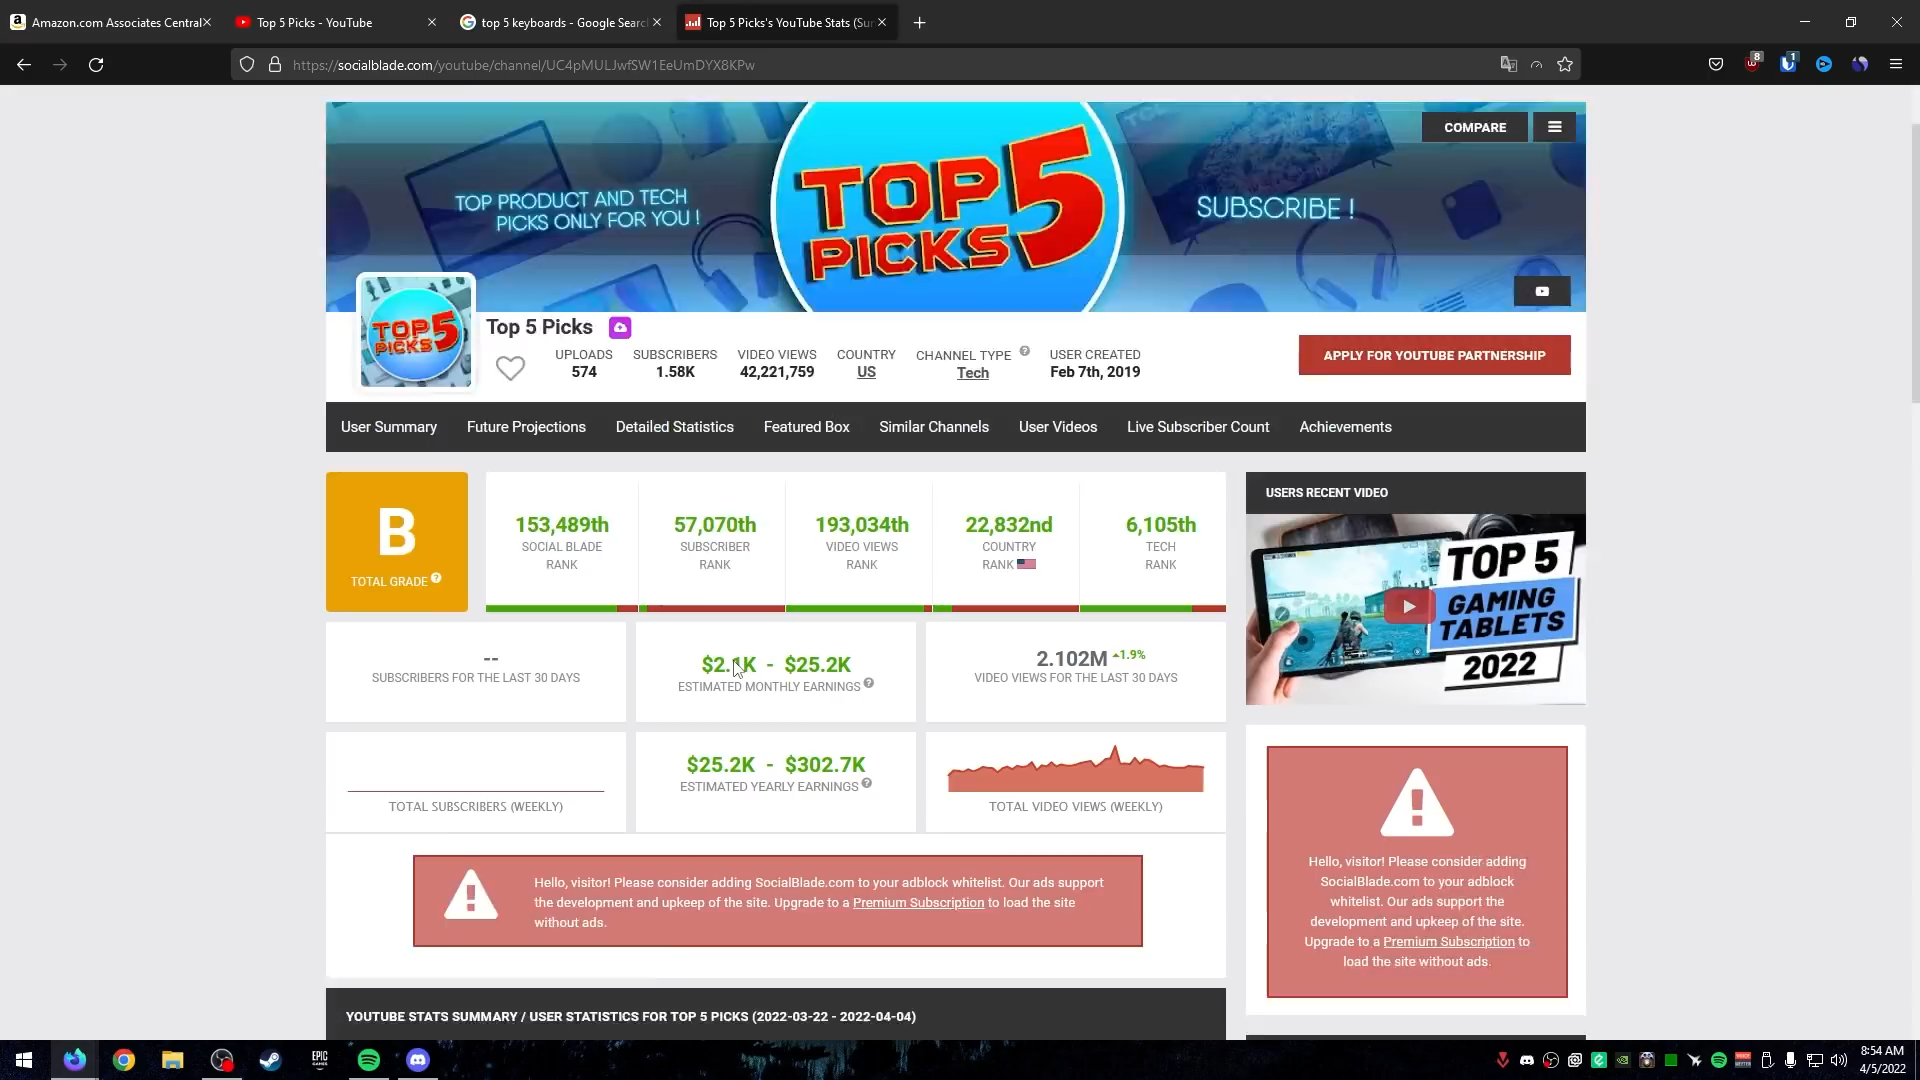 Amazon.com Associates Central
Top 5 Picks - YouTube
top 5 keyboards - Google Searc
Top 5 Picks's YouTube Stats (Su
https://socialblade.com/youtube/channel/UC4pMULJwfSW1EeUmDYX8KPw
8
1
COMPARE
TOP PRODUCT AND TECH
PICKS ONLY FOR YOU !
TOP 5
PICKS
SUBSCRIBE !
TOP 5
PICKS
Top 5 Picks
UPLOADS
574
SUBSCRIBERS
1.58K
VIDEO VIEWS
42,221,759
COUNTRY
US
CHANNEL TYPE
Tech
USER CREATED
Feb 7th, 2019
APPLY FOR YOUTUBE PARTNERSHIP
User Summary
Future Projections
Detailed Statistics
Featured Box
Similar Channels
User Videos
Live Subscriber Count
Achievements
B
TOTAL GRADE
153,489th
SOCIAL BLADE
RANK
57,070th
SUBSCRIBER
RANK
193,034th
VIDEO VIEWS
RANK
22,832nd
COUNTRY
RANK
6,105th
TECH
RANK
USERS RECENT VIDEO
TOP 5
GAMING
TABLETS
2022
--
SUBSCRIBERS FOR THE LAST 30 DAYS
$2.1K - $25.2K
ESTIMATED MONTHLY EARNINGS
2.102M 1.9%
VIDEO VIEWS FOR THE LAST 30 DAYS
TOTAL SUBSCRIBERS (WEEKLY)
$25.2K - $302.7K
ESTIMATED YEARLY EARNINGS
TOTAL VIDEO VIEWS (WEEKLY)
Hello, visitor! Please consider adding SocialBlade.com to your adblock whitelist. Our ads support
the development and upkeep of the site. Upgrade to a Premium Subscription to load the site
without ads.
Hello, visitor! Please consider adding
SocialBlade.com to your adblock
whitelist. Our ads support the
development and upkeep of the site.
Upgrade to a Premium Subscription to
load the site without ads.
YOUTUBE STATS SUMMARY / USER STATISTICS FOR TOP 5 PICKS (2022-03-22 - 2022-04-04)
EPIC
GAMES
8:54 AM
4/5/2022